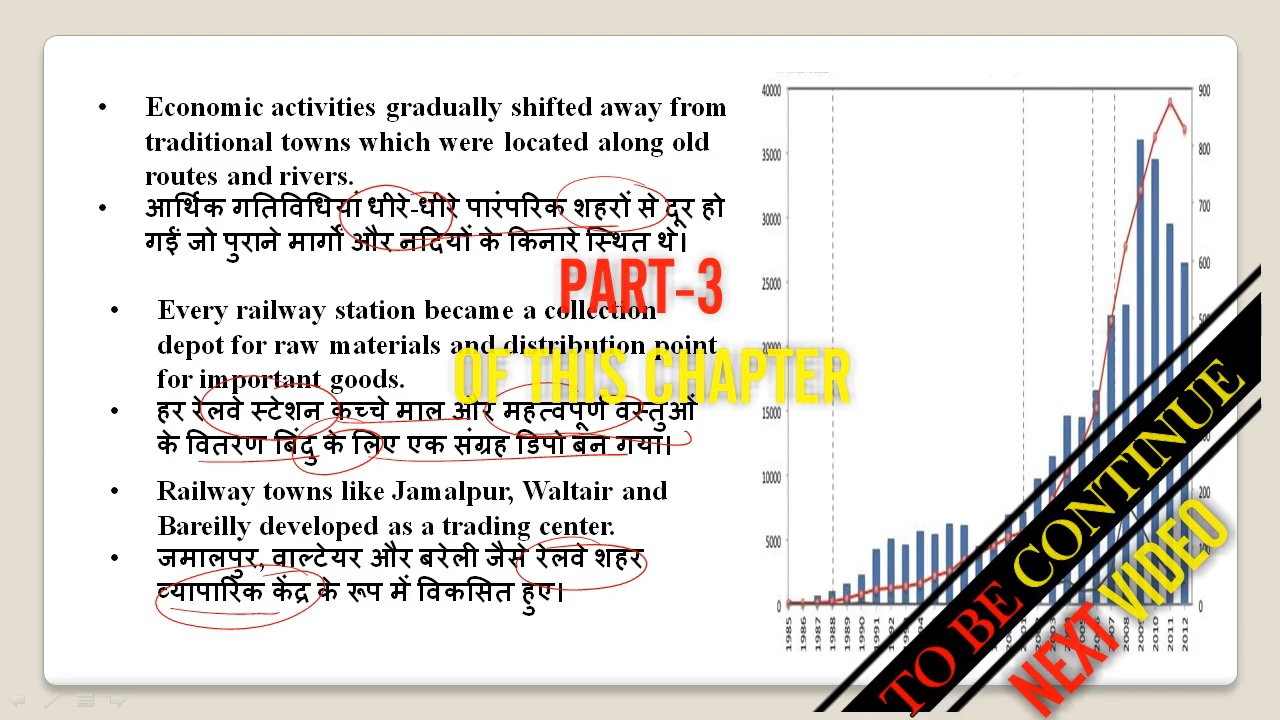 Economic activities gradually shifted away from
traditional towns which were located along old
routes and rivers.
आर्थिक गतिविधियां धीरे-धीरे पारंपरिक शहरों से दूर हो
गईं जो पुराने मार्गों और नदियों के किनारे स्थित थे।
Every railway station became a collection
depot for raw materials and distribution point
for important goods.
हर रेलवे स्टेशन कच्चे माल और महत्वपूर्ण वस्तुओं
के वितरण बिंदु के लिए एक संग्रह डिपो बन गया।
Railway towns like Jamalpur, Waltair and
Bareilly developed as a trading center.
जमालपुर, वाल्टेयर और बरेली जैसे रेलवे शहर
व्यापारिक केंद्र के रूप में विकसित हुए।
PART-3
OF THIS CHAPTER
40000
35000
30000
25000
15000
10000
5000
0
900
800
700
600
200
0
1985
1986
1987
1988
1989
1990
1991
1992
2008
2010
2011
2012
TO BE CONTINUE
NEXT VIDEO